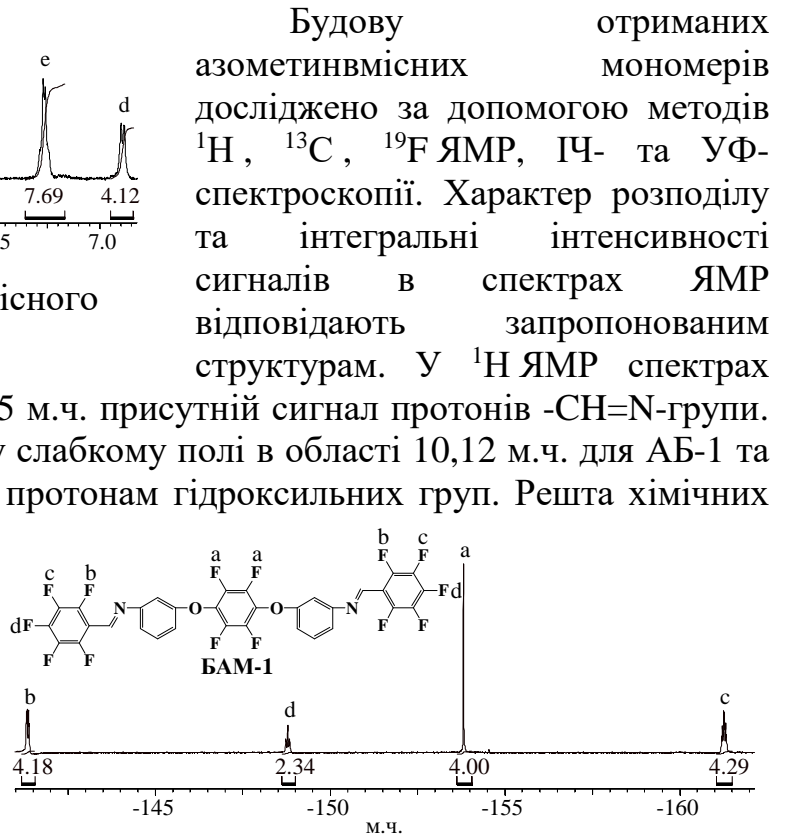 Будову отриманих
азометинвмісних мономерів
досліджено за допомогою методів
¹H , ¹³C , ¹⁹F ЯМР, ІЧ- та УФ-
спектроскопії. Характер розподілу
та інтегральні інтенсивності
сигналів в спектрах ЯМР
відповідають запропонованим
структурам. У ¹H ЯМР спектрах
e
d
7.69 4.12
5 7.0
існого
5 м.ч. присутній сигнал протонів -CH=N-групи.
у слабкому полі в області 10,12 м.ч. для АБ-1 та
протонам гідроксильних груп. Решта хімічних
a a b c
F F F F
c b
F F
N O O N Fd
dF
F F F F
F F
БАМ-1
b d a c
4.18 2.34 4.00 4.29
-145 -150 -155 -160
м.ч.